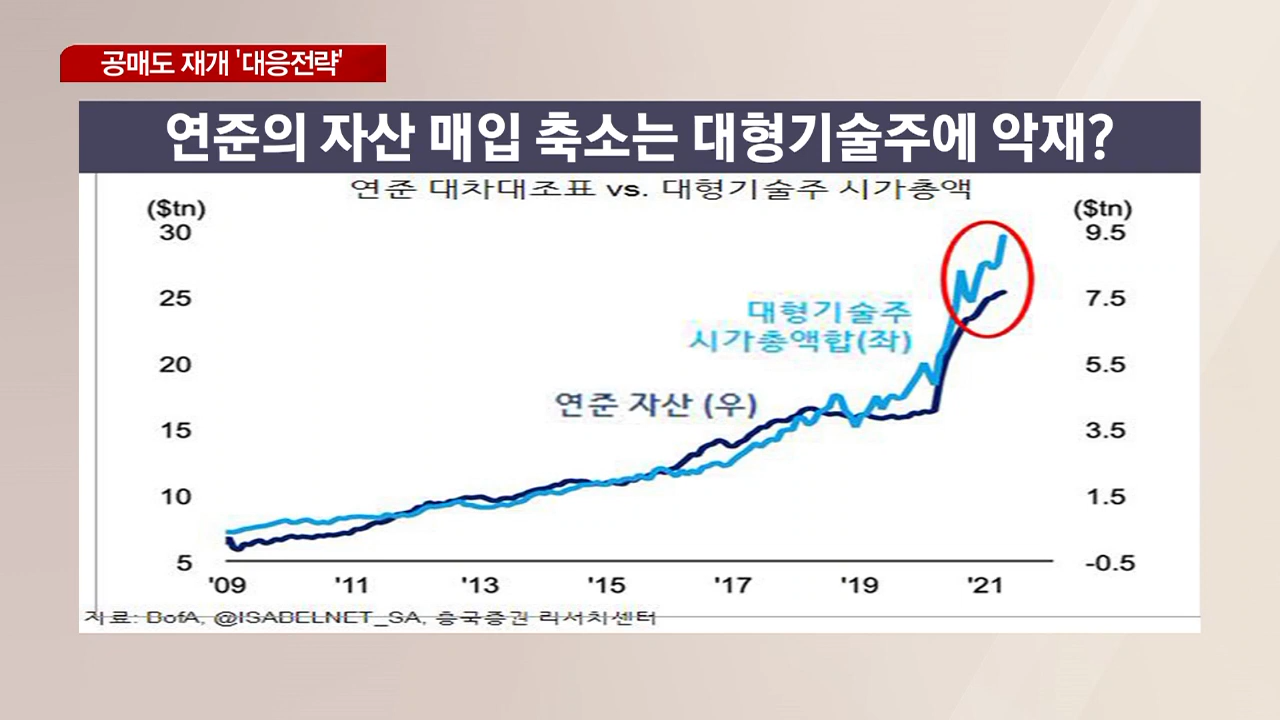 공매도 재개 '대응전략'
연준의 자산 매입 축소는 대형기술주에 악재?
연준 대차대조표 vs. 대형기술주 시가총액
($tn)
($tn)
30
9.5
25
7.5
대형기술주
시가총액합(좌)
20
5.5
연준 자산 (우)
15
3.5
10
1.5
5
-0.5
'09
'11
'13
'15
'17
'19
'21
자료: BofA, @ISABELNET_SA, 흥국증권 리서치센터